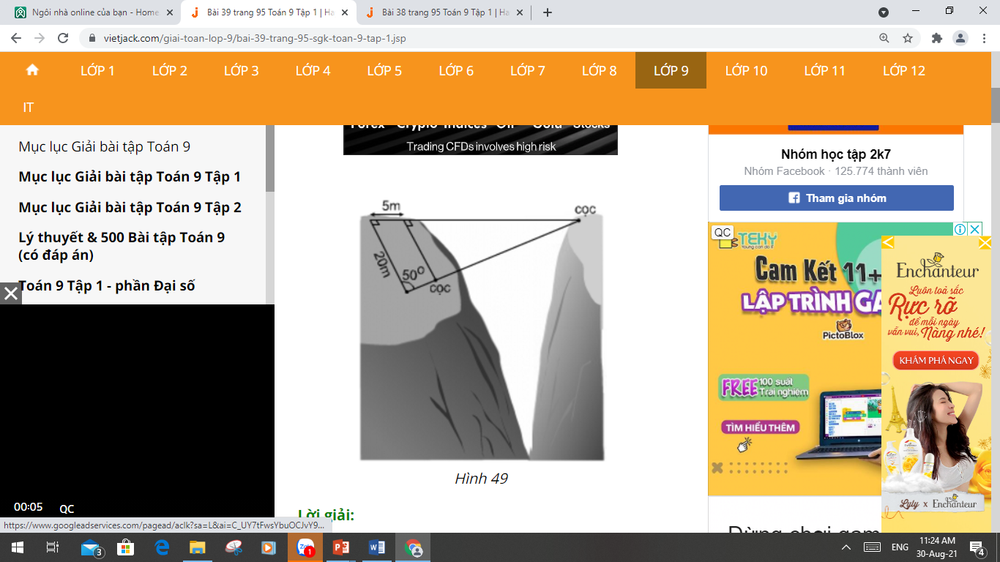 Ngôi nhà online của bạn - Home
Bài 39 trang 95 Toán 9 Tập 1 | Ha
Bài 38 trang 95 Toán 9 Tập 1 | Ha
vietjack.com/giai-toan-lop-9/bai-39-trang-95-sgk-toan-9-tap-1.jsp
LỚP 1
LỚP 2
LỚP 3
LỚP 4
LỚP 5
LỚP 6
LỚP 7
LỚP 8
LỚP 9
LỚP 10
LỚP 11
LỚP 12
IT
Mục lục Giải bài tập Toán 9
Mục lục Giải bài tập Toán 9 Tập 1
Mục lục Giải bài tập Toán 9 Tập 2
Lý thuyết & 500 Bài tập Toán 9
(có đáp án)
Toán 9 Tập 1 - phần Đại số
00:05
QC
Forex Crypto Indices Oil Gold Stocks
Trading CFDs involves high risk
5m
cọc
20m
50º
cọc
Hình 49
Lời giải:
Nhóm học tập 2k7
Nhóm Facebook · 125.774 thành viên
Tham gia nhóm
QC
TEKY
Young can do it
Cam Kết 11+
LẬP TRÌNH GA
PictoBlox
FREE
100 suất
Trải nghiệm
TÌM HIỂU THÊM
Enchanteur
Luôn toả sắc
Rực rỡ
để mỗi ngày
vẫn vui, Nàng nhé!
KHÁM PHÁ NGAY
Lyly x Enchanteur
Dừng chơi gam
https://www.googleadservices.com/pagead/aclk?sa=L&ai=C_UY7tFwsYbuOCJvY9...
3
Zalo
1
ENG
11:24 AM
30-Aug-21
4